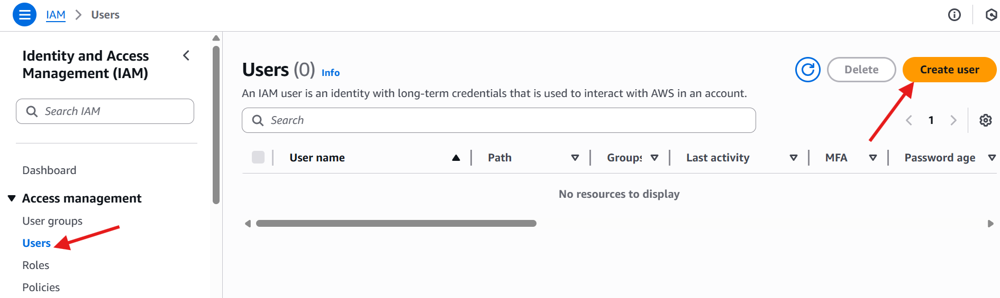 IAM > Users
Identity and Access
Management (IAM)
Search IAM
Dashboard
Access management
User groups
Users
Roles
Policies
Users (0) Info
Delete
Create user
An IAM user is an identity with long-term credentials that is used to interact with AWS in an account.
Search
1
User name
Path
Groups
Last activity
MFA
Password age
No resources to display